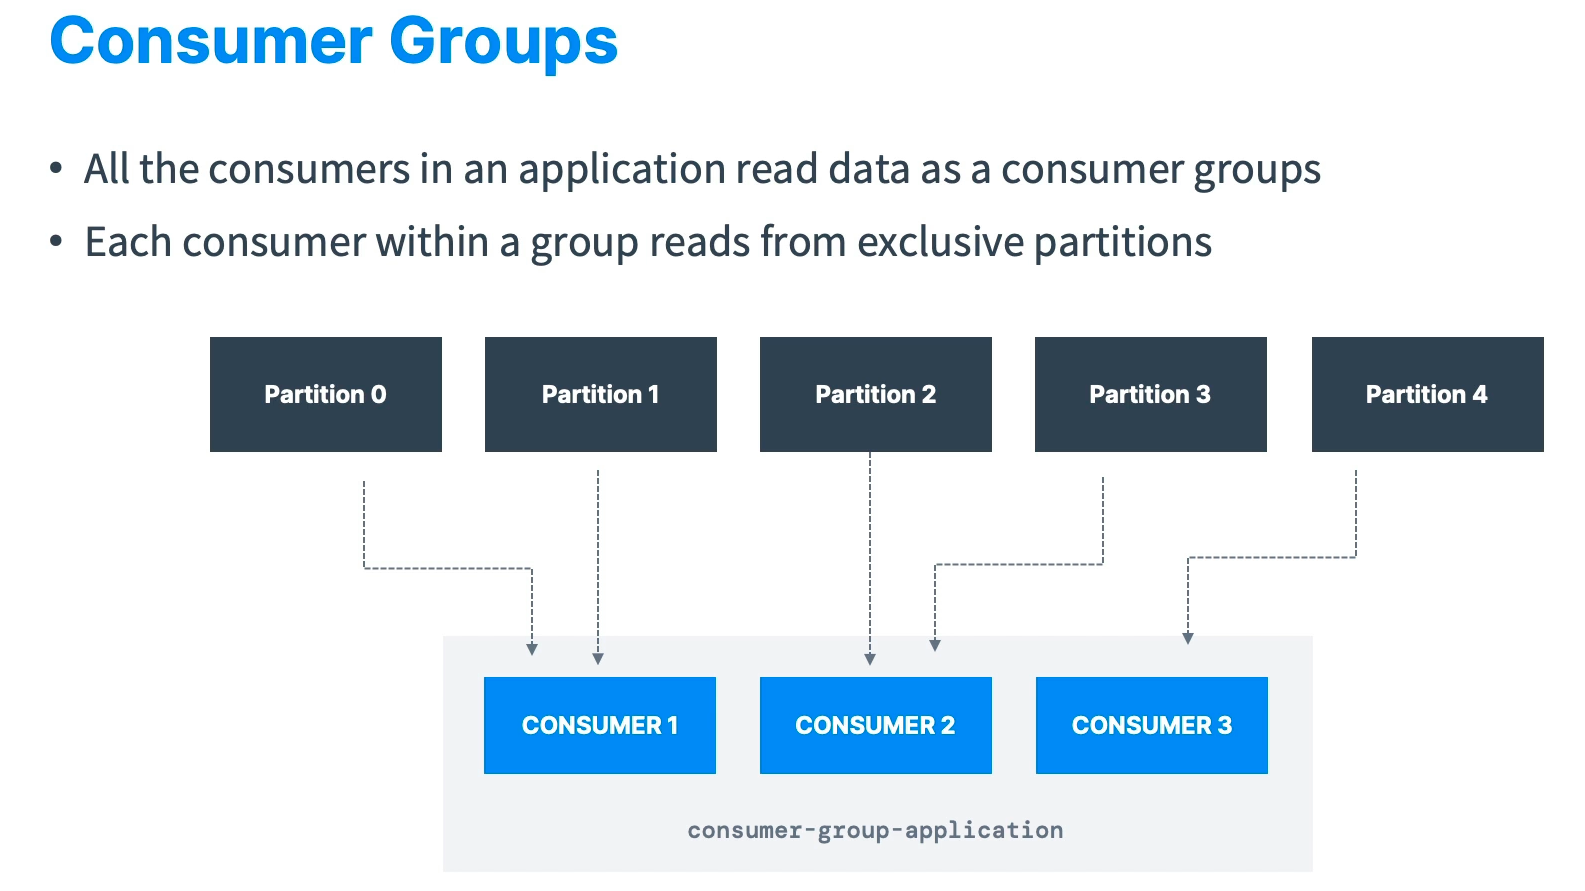 Consumer Groups
• All the consumers in an application read data as a consumer groups
• Each consumer within a group reads from exclusive partitions
Partition 0
Partition 1
Partition 2
Partition 3
Partition 4
CONSUMER 1
CONSUMER 2
CONSUMER 3
consumer-group-application